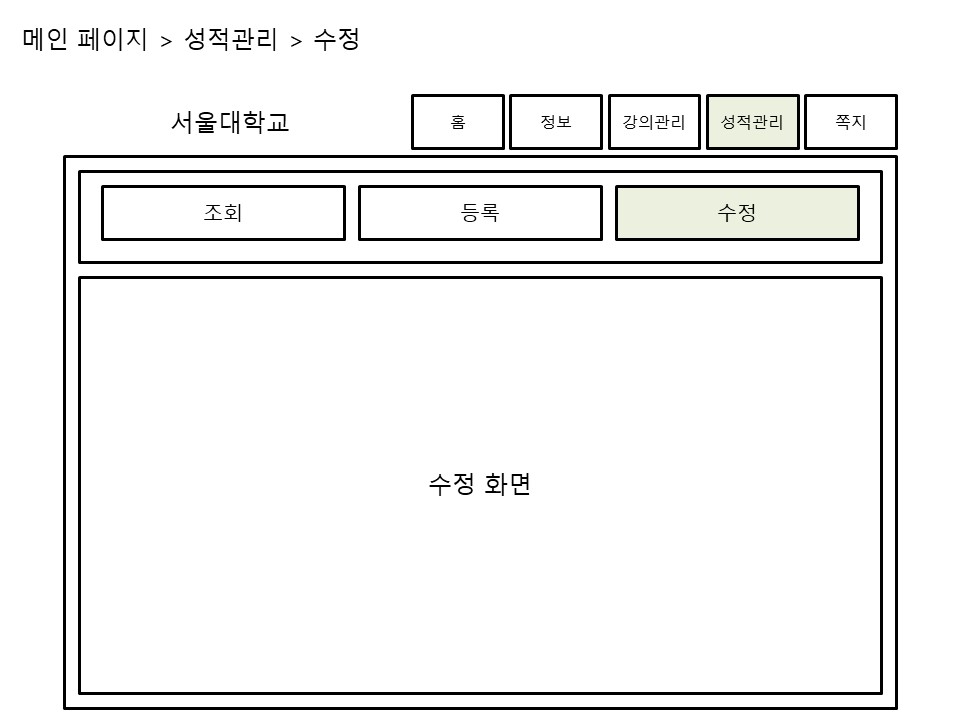 메인 페이지 > 성적관리 > 수정
서울대학교
홈
정보
강의관리
성적관리
쪽지
조회
등록
수정
수정 화면